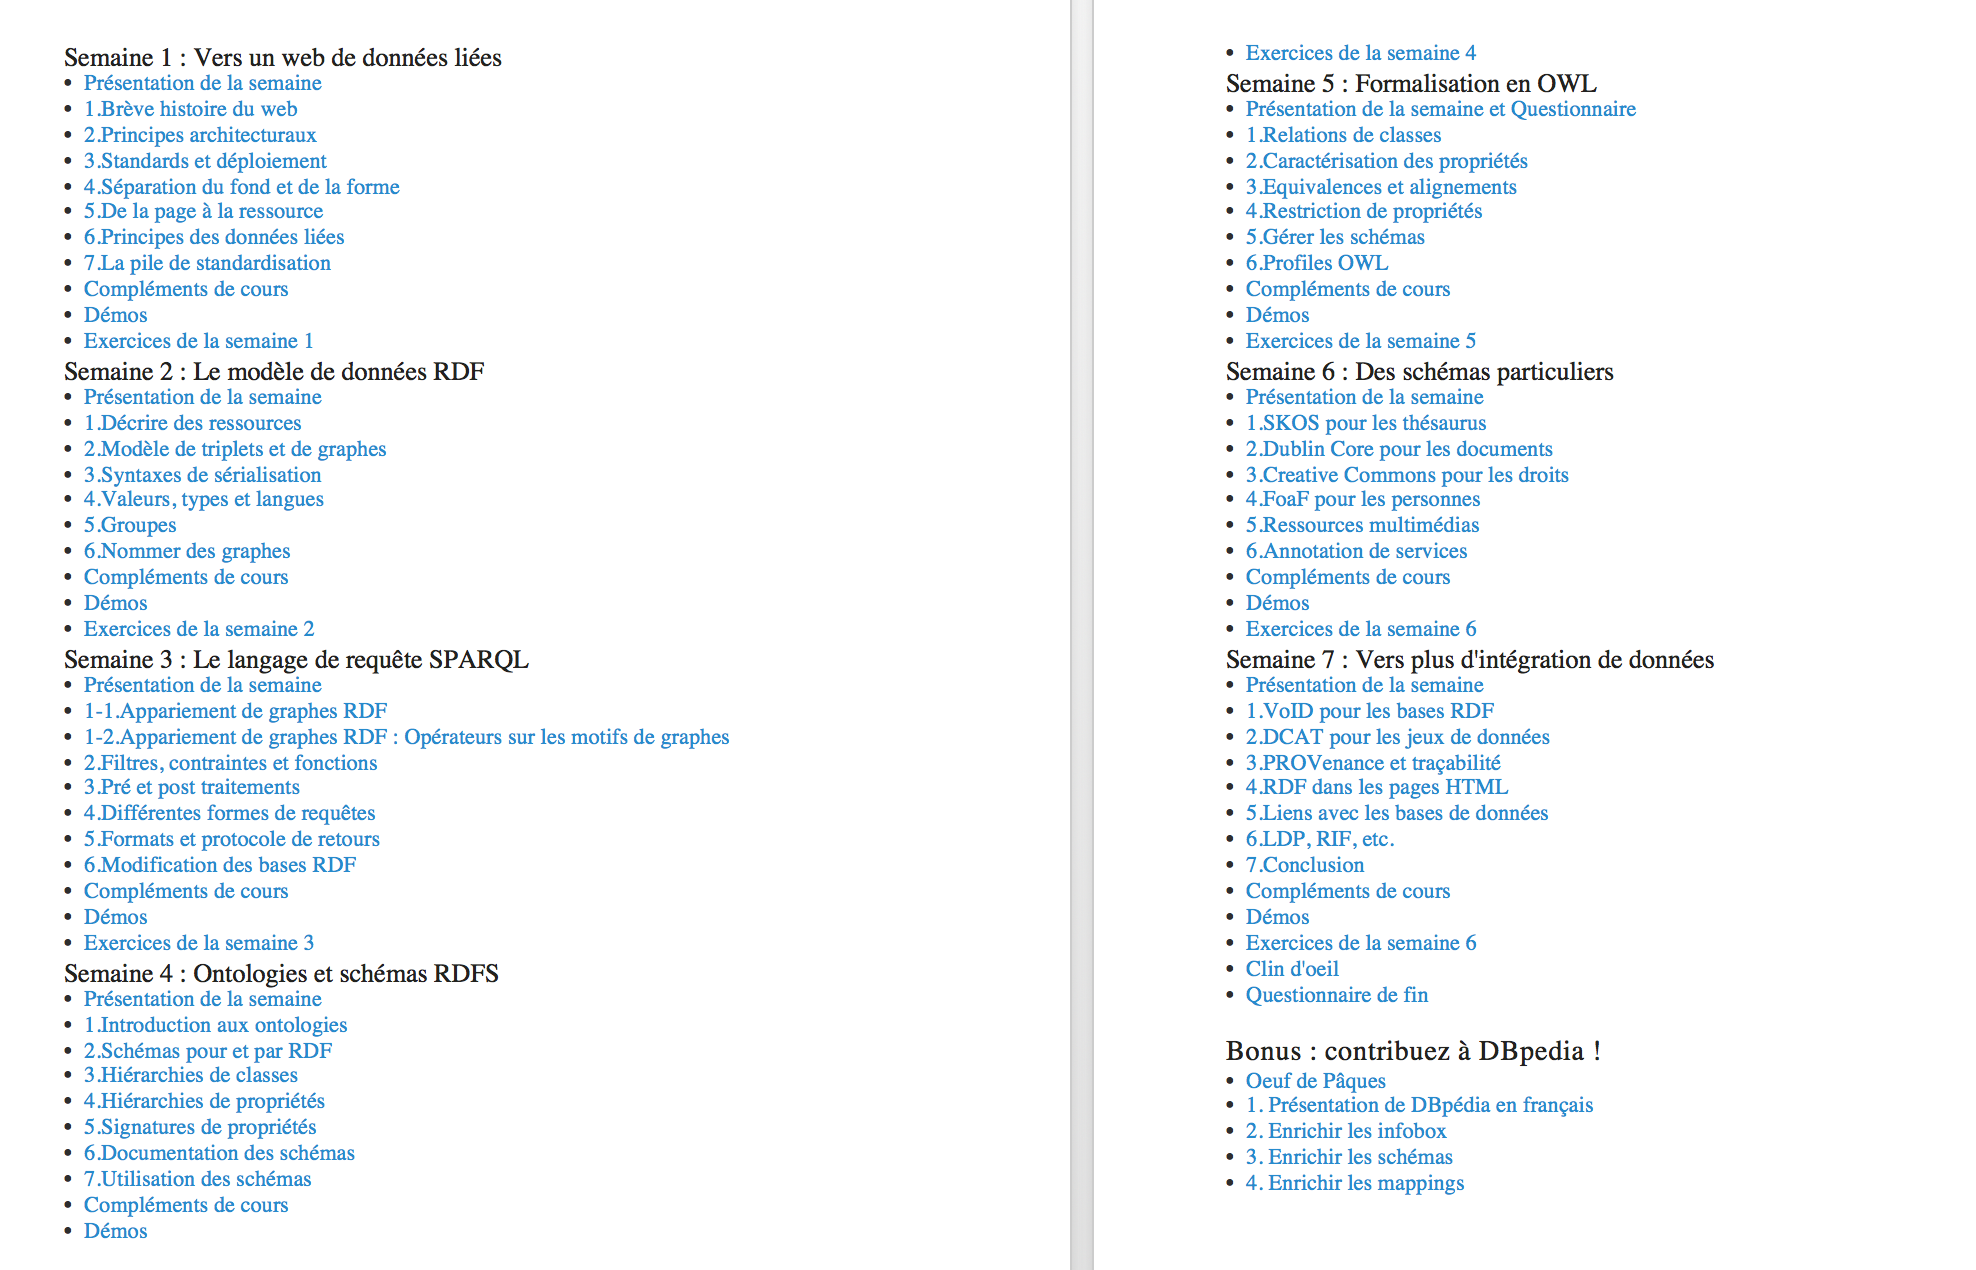 Semaine 1 : Vers un web de données liées
• Présentation de la semaine
• 1.Brève histoire du web
• 2.Principes architecturaux
• 3.Standards et déploiement
• 4.Séparation du fond et de la forme
• 5.De la page à la ressource
• 6.Principes des données liées
• 7.La pile de standardisation
• Compléments de cours
• Démos
• Exercices de la semaine 1
Semaine 2 : Le modèle de données RDF
• Présentation de la semaine
• 1.Décrire des ressources
• 2.Modèle de triplets et de graphes
• 3.Syntaxes de sérialisation
• 4.Valeurs, types et langues
• 5.Groupes
• 6.Nommer des graphes
• Compléments de cours
• Démos
• Exercices de la semaine 2
Semaine 3 : Le langage de requête SPARQL
• Présentation de la semaine
• 1-1.Appariement de graphes RDF
• 1-2.Appariement de graphes RDF : Opérateurs sur les motifs de graphes
• 2.Filtres, contraintes et fonctions
• 3.Pré et post traitements
• 4.Différentes formes de requêtes
• 5.Formats et protocole de retours
• 6.Modification des bases RDF
• Compléments de cours
• Démos
• Exercices de la semaine 3
Semaine 4 : Ontologies et schémas RDFS
• Présentation de la semaine
• 1.Introduction aux ontologies
• 2.Schémas pour et par RDF
• 3.Hiérarchies de classes
• 4.Hiérarchies de propriétés
• 5.Signatures de propriétés
• 6.Documentation des schémas
• 7.Utilisation des schémas
• Compléments de cours
• Démos
• Exercices de la semaine 4
Semaine 5 : Formalisation en OWL
• Présentation de la semaine et Questionnaire
• 1.Relations de classes
• 2.Caractérisation des propriétés
• 3.Equivalences et alignements
• 4.Restriction de propriétés
• 5.Gérer les schémas
• 6.Profiles OWL
• Compléments de cours
• Démos
• Exercices de la semaine 5
Semaine 6 : Des schémas particuliers
• Présentation de la semaine
• 1.SKOS pour les thésaurus
• 2.Dublin Core pour les documents
• 3.Creative Commons pour les droits
• 4.FoaF pour les personnes
• 5.Ressources multimédias
• 6.Annotation de services
• Compléments de cours
• Démos
• Exercices de la semaine 6
Semaine 7 : Vers plus d'intégration de données
• Présentation de la semaine
• 1.VoID pour les bases RDF
• 2.DCAT pour les jeux de données
• 3.PROVenance et traçabilité
• 4.RDF dans les pages HTML
• 5.Liens avec les bases de données
• 6.LDP, RIF, etc.
• 7.Conclusion
• Compléments de cours
• Démos
• Exercices de la semaine 6
• Clin d'oeil
• Questionnaire de fin
Bonus : contribuez à DBpedia !
• Oeuf de Pâques
• 1. Présentation de DBpédia en français
• 2. Enrichir les infobox
• 3. Enrichir les schémas
• 4. Enrichir les mappings